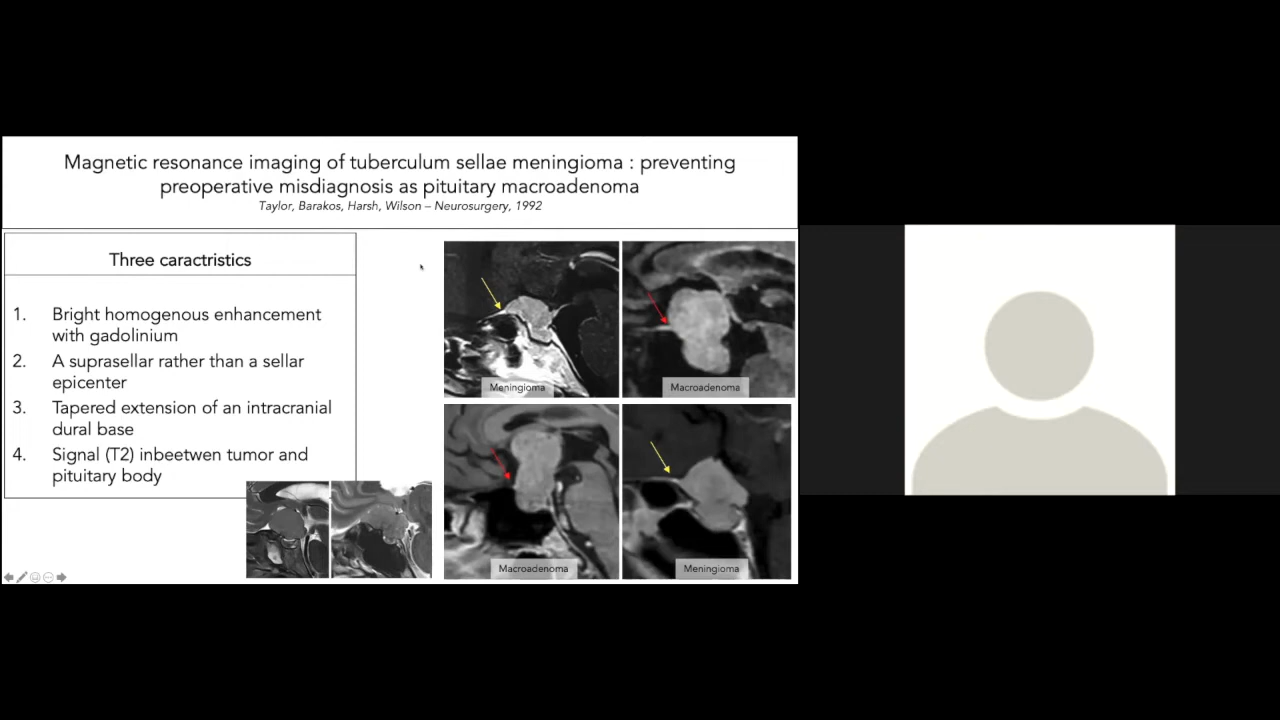 Magnetic resonance imaging of tuberculum sellae meningioma : preventing
preoperative misdiagnosis as pituitary macroadenoma
Taylor, Barakos, Harsh, Wilson – Neurosurgery, 1992
Three caractristics
1. Bright homogenous enhancement
with gadolinium
2. A suprasellar rather than a sellar
epicenter
3. Tapered extension of an intracranial
dural base
4. Signal (T2) inbeetwen tumor and
pituitary body
Meningioma
Macroadenoma
Macroadenoma
Meningioma